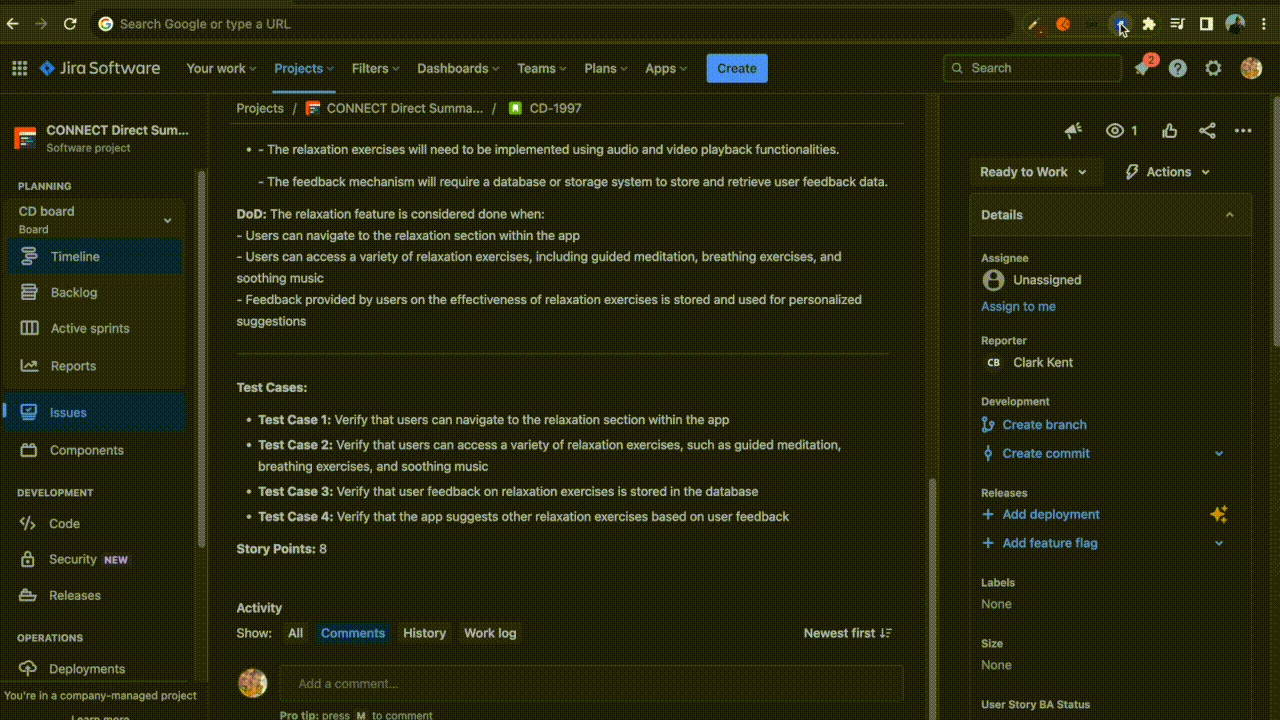 Search Google or type a URL
Jira Software
Your work
Projects
Filters
Dashboards
Teams
Plans
Apps
Create
Search
2
CONNECT Direct Sum...
Software project
PLANNING
CD board
Board
Timeline
Backlog
Active sprints
Reports
Issues
Components
DEVELOPMENT
Code
Security NEW
Releases
OPERATIONS
Deployments
You're in a company-managed project
Learn more
Projects / CONNECT Direct Summa... / CD-1997
• - The relaxation exercises will need to be implemented using audio and video playback functionalities.
- The feedback mechanism will require a database or storage system to store and retrieve user feedback data.
DoD: The relaxation feature is considered done when:
- Users can navigate to the relaxation section within the app
- Users can access a variety of relaxation exercises, including guided meditation, breathing exercises, and
soothing music
- Feedback provided by users on the effectiveness of relaxation exercises is stored and used for personalized
suggestions
Test Cases:
• Test Case 1: Verify that users can navigate to the relaxation section within the app
• Test Case 2: Verify that users can access a variety of relaxation exercises, such as guided meditation,
breathing exercises, and soothing music
• Test Case 3: Verify that user feedback on relaxation exercises is stored in the database
• Test Case 4: Verify that the app suggests other relaxation exercises based on user feedback
Story Points: 8
Activity
Show: All Comments History Work log Newest first
Add a comment...
Pro tip: press M to comment
1
Ready to Work
Actions
Details
Assignee
Unassigned
Assign to me
Reporter
CB Clark Kent
Development
Create branch
Create commit
Releases
+ Add deployment
+ Add feature flag
Labels
None
Size
None
User Story BA Status